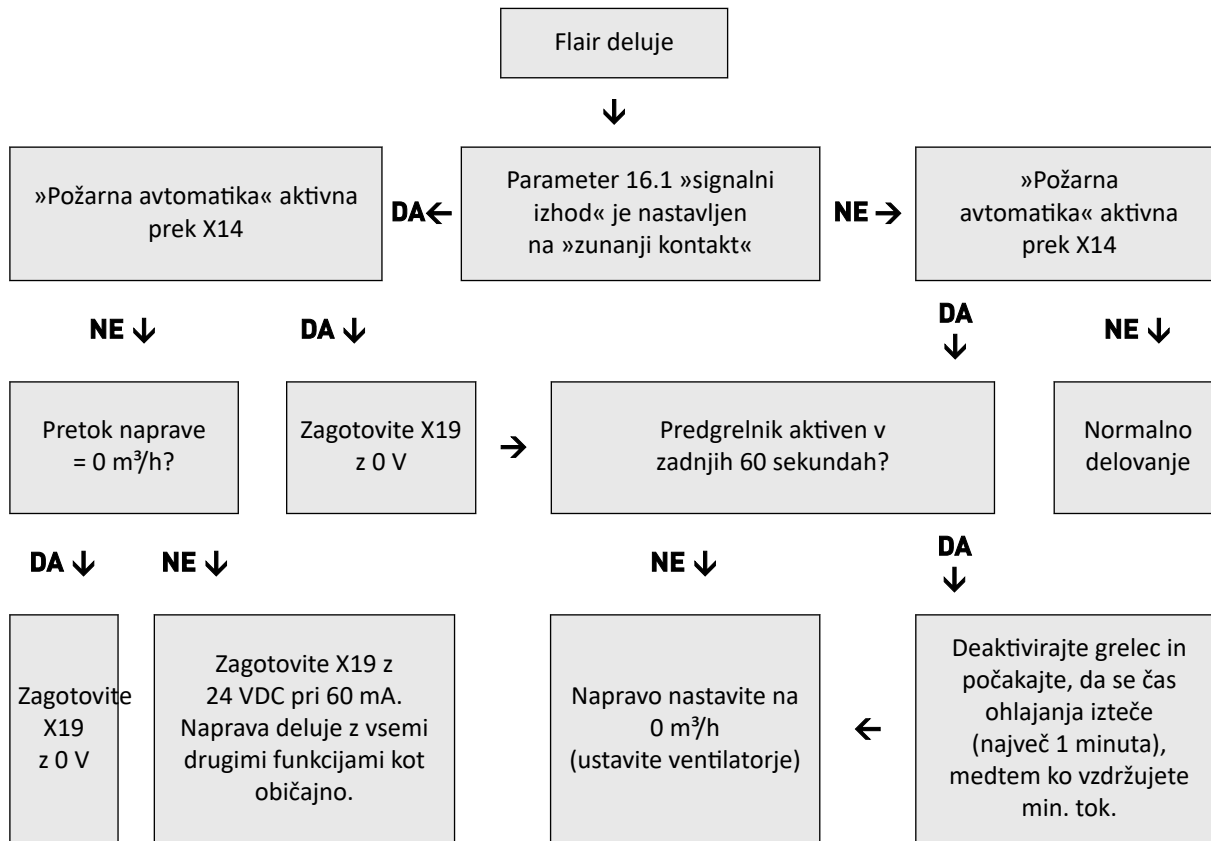 Flair deluje
»Požarna avtomatika« aktivna
prek X14
DA
Parameter 16.1 »signalni
izhod« je nastavljen
na »zunanji kontakt«
NE
»Požarna
avtomatika« aktivna
prek X14
NE
DA
DA
NE
Pretok naprave
= 0 m³/h?
Zagotovite X19
z 0 V
Predgrelnik aktiven v
zadnjih 60 sekundah?
Normalno
delovanje
DA
NE
NE
DA
Zagotovite
X19
z 0 V
Zagotovite X19 z
24 VDC pri 60 mA.
Naprava deluje z vsemi
drugimi funkcijami kot
običajno.
Napravo nastavite na
0 m³/h
(ustavite ventilatorje)
Deaktivirajte grelec in
počakajte, da se čas
ohlajanja izteče
(največ 1 minuta),
medtem ko vzdržujete
min. tok.